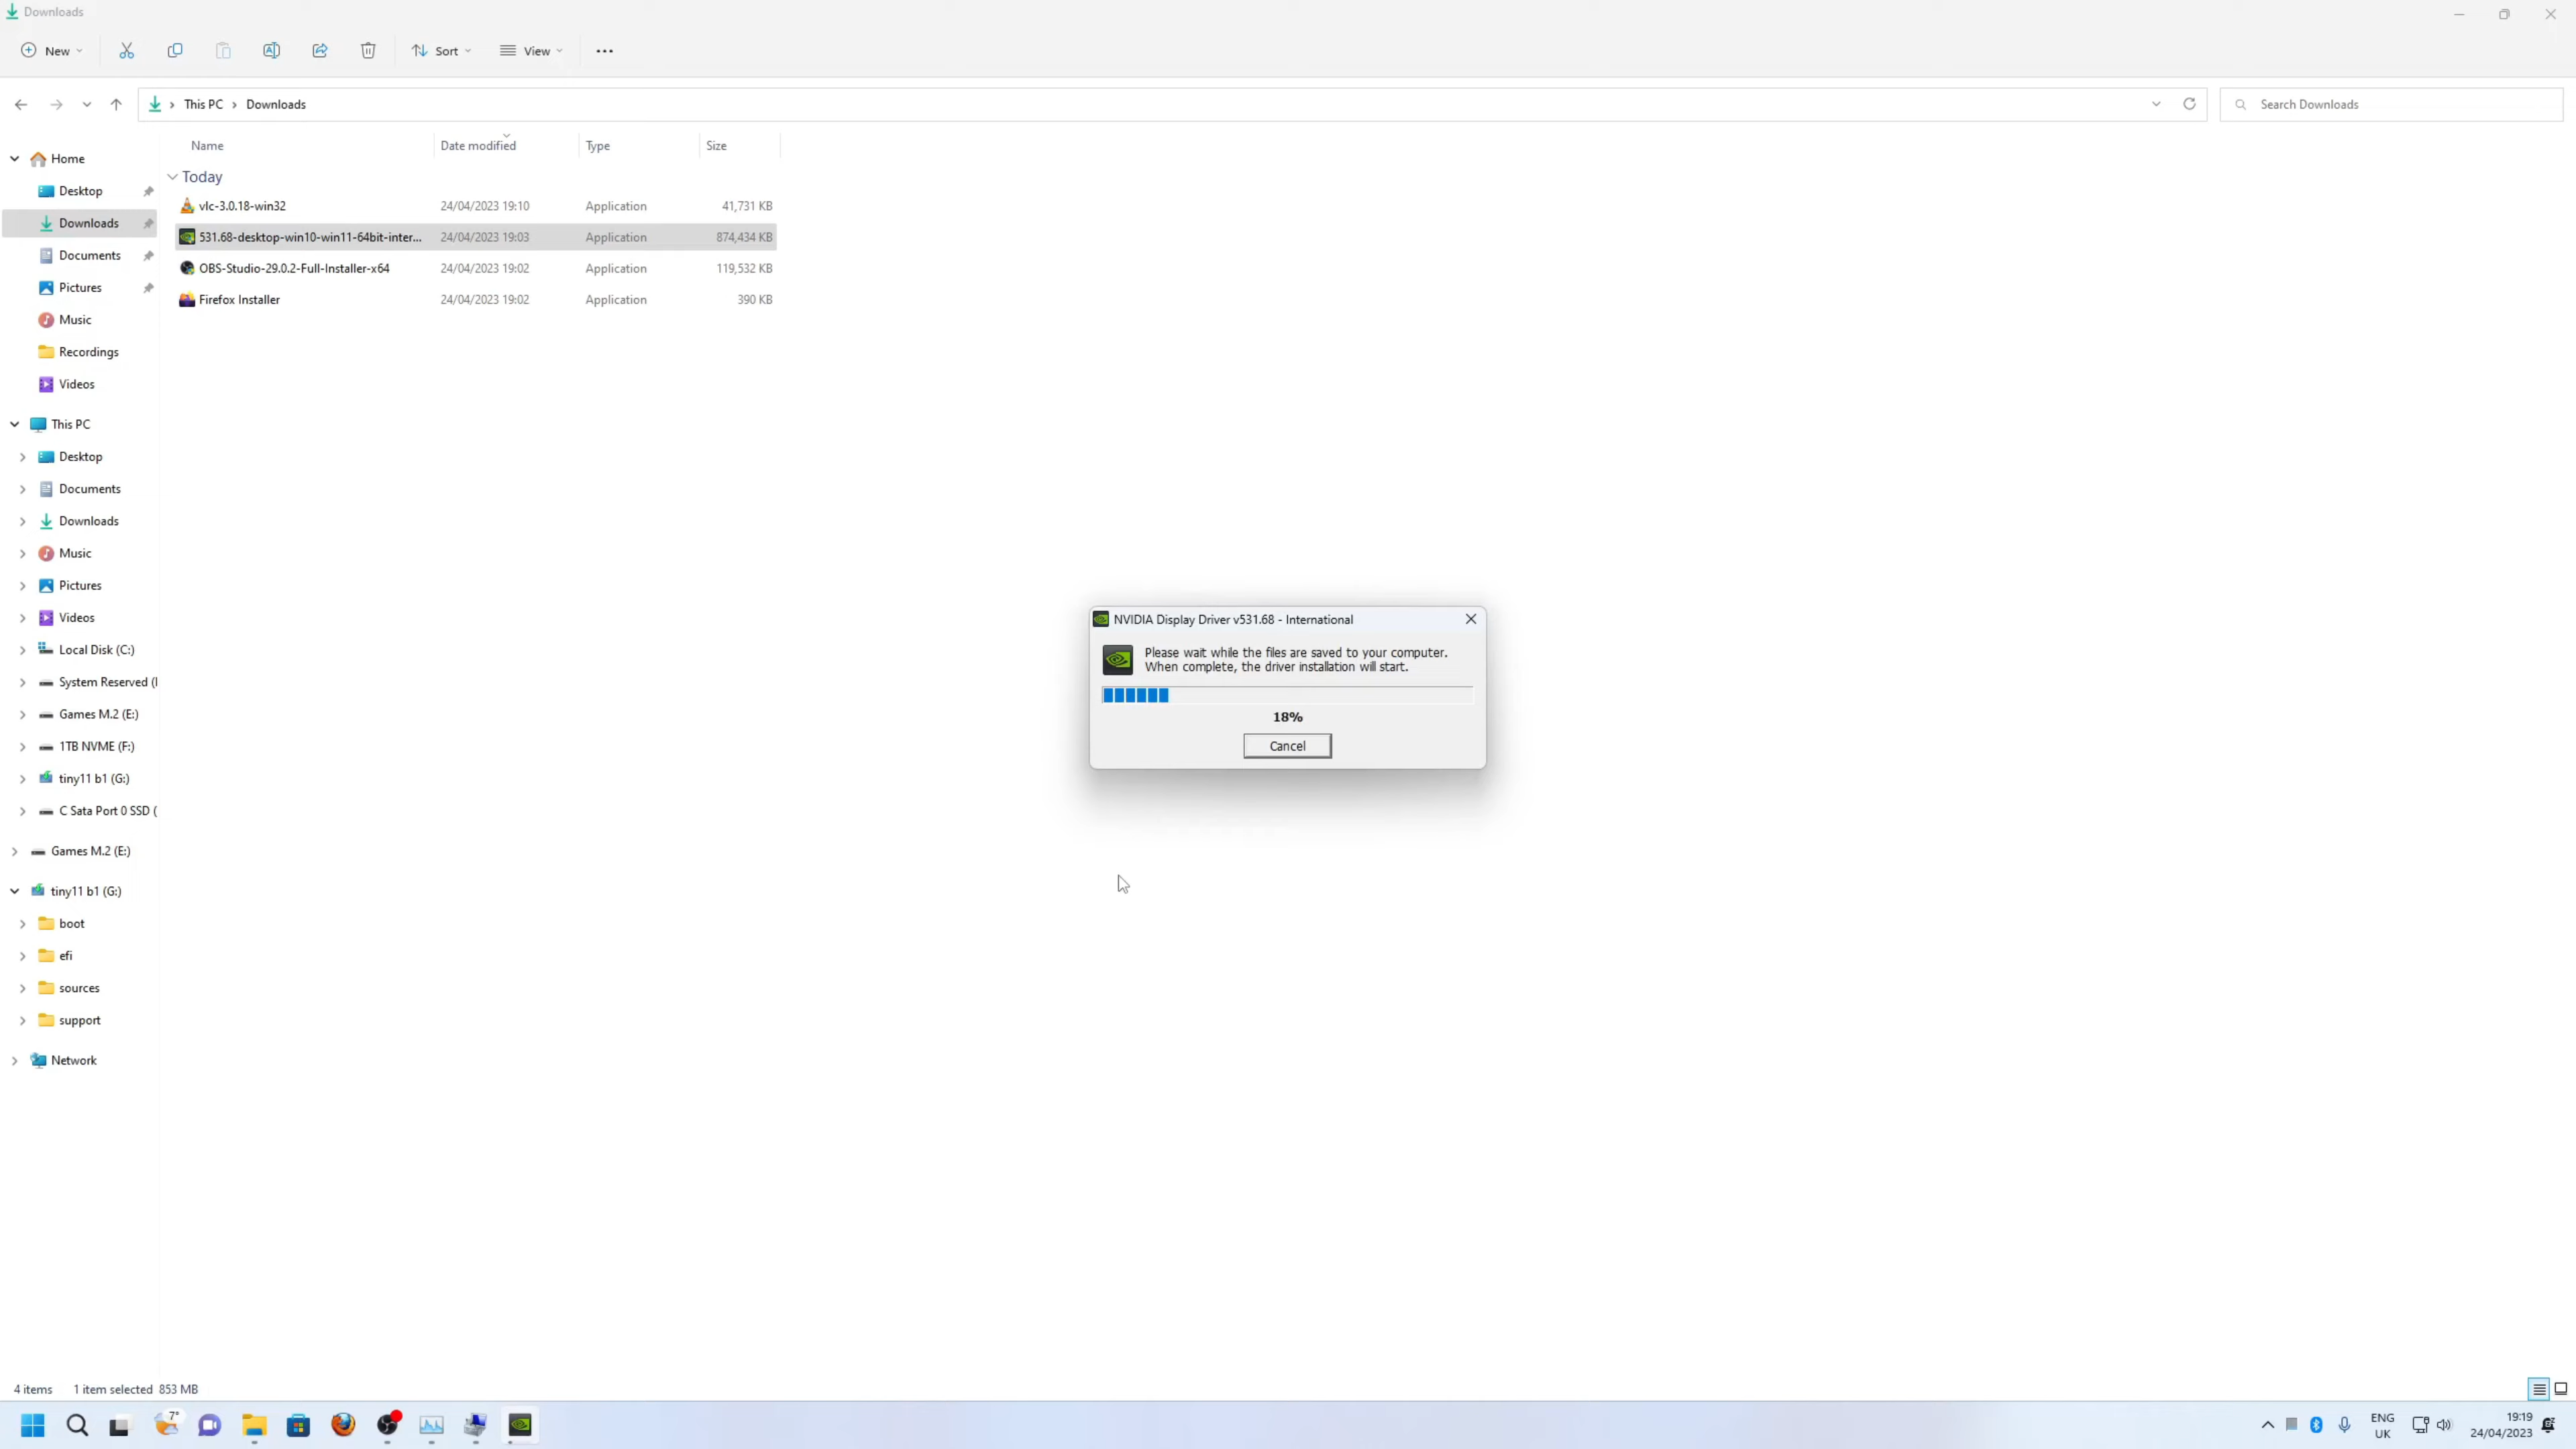 Downloads
New
Sort
View
This PC
Downloads
Search Downloads
Name
Date modified
Type
Size
Today
vlc-3.0.18-win32
24/04/2023 19:10
Application
41,731 KB
531.68-desktop-win10-win11-64bit-inter...
24/04/2023 19:03
Application
874,434 KB
OBS-Studio-29.0.2-Full-Installer-x64
24/04/2023 19:02
Application
119,532 KB
Firefox Installer
24/04/2023 19:02
Application
390 KB
Home
Desktop
Downloads
Documents
Pictures
Music
Recordings
Videos
This PC
Desktop
Documents
Downloads
Music
Pictures
Videos
Local Disk (C:)
System Reserved (
Games M.2 (E:)
1TB NVME (F:)
tiny11 b1 (G:)
C Sata Port 0 SSD (
Games M.2 (E:)
tiny11 b1 (G:)
boot
efi
sources
support
Network
NVIDIA Display Driver v531.68 - International
Please wait while the files are saved to your computer.
When complete, the driver installation will start.
18%
Cancel
4 items
1 item selected 853 MB
7°
ENG
UK
19:19
24/04/2023